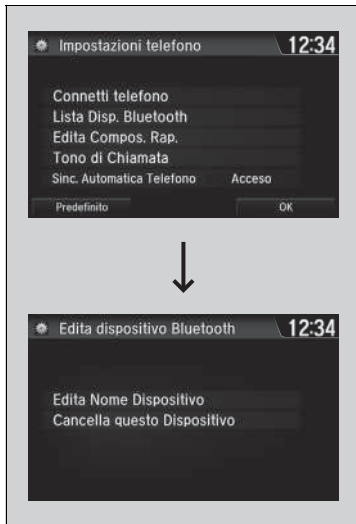 Impostazioni telefono 12:34
Connetti telefono
Lista Disp. Bluetooth
Edita Compos. Rap.
Tono di Chiamata
Sinc. Automatica Telefono Acceso
Predefinito OK
Edita dispositivo Bluetooth 12:34
Edita Nome Dispositivo
Cancella questo Dispositivo